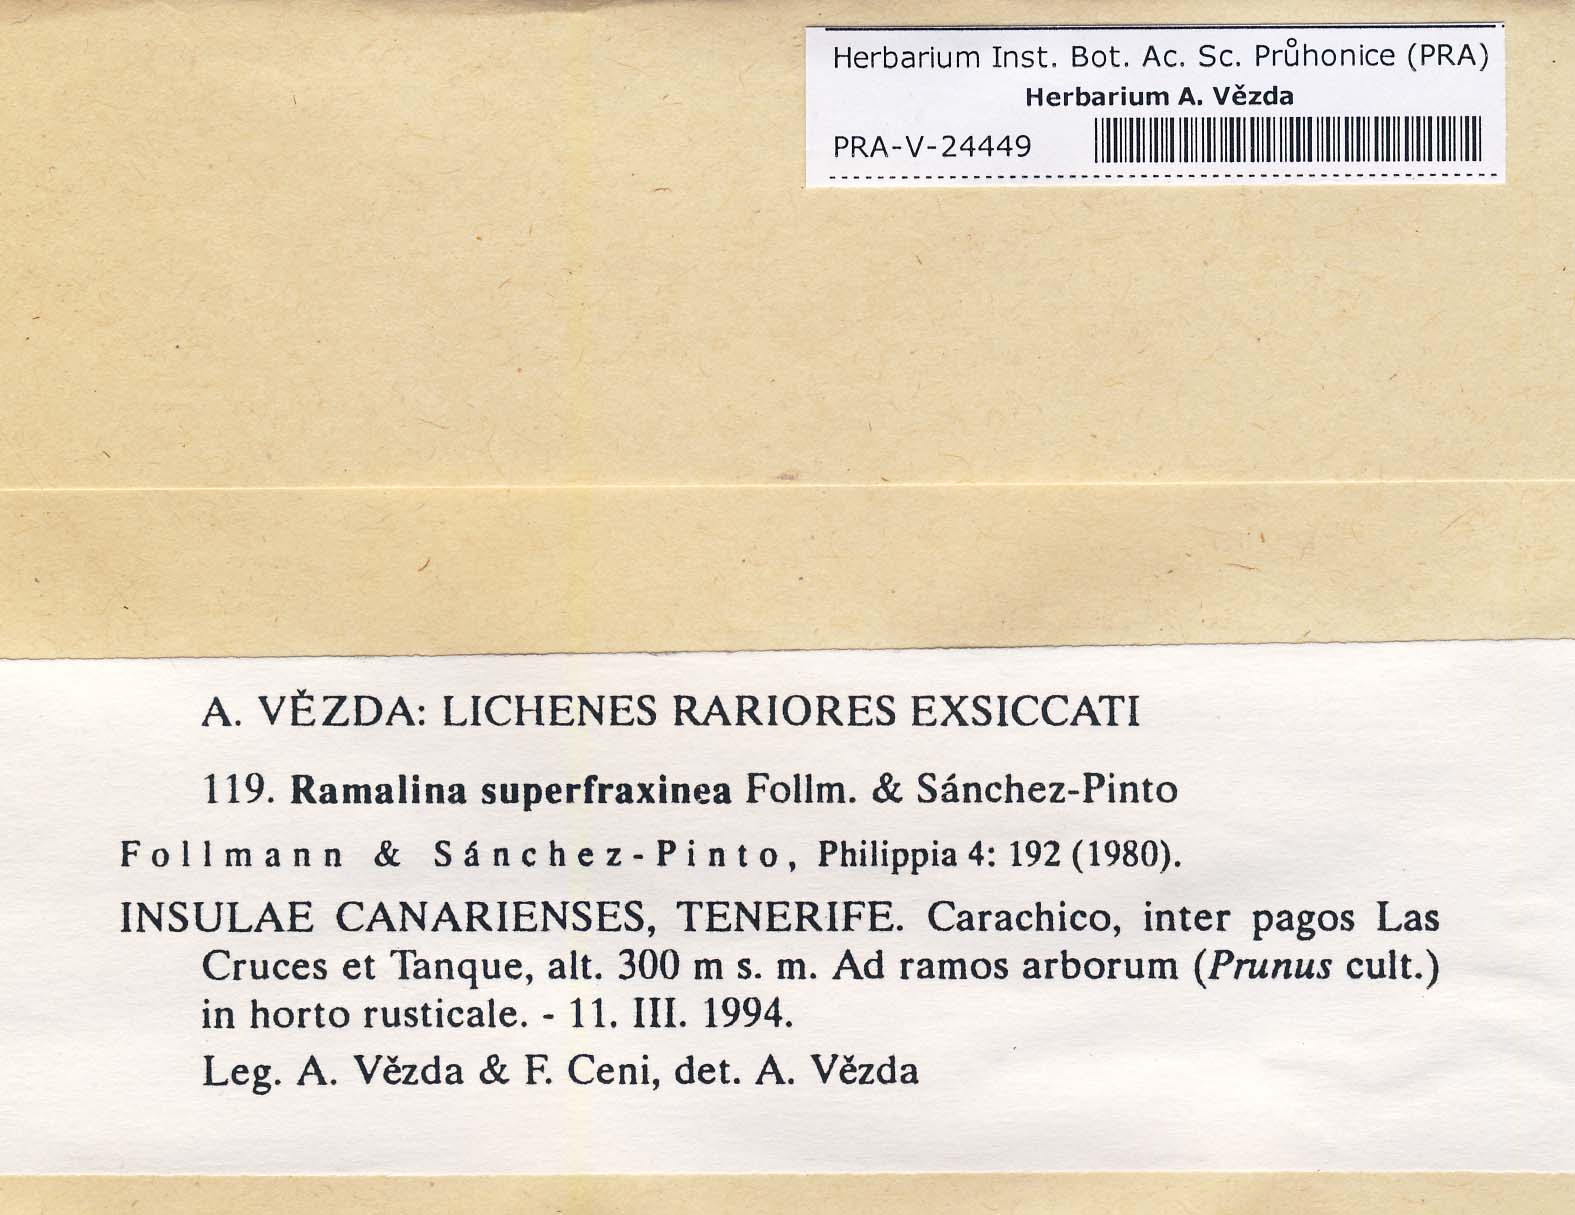 Herbarium Inst. Bot. Ac. Sc. Průhonice (PRA)
Herbarium A. Vězda
PRA-V-24449
A. VĚZDA: LICHENES RARIORES EXSICCATI
119. Ramalina superfraxinea Follm. & Sánchez-Pinto
Follmann & Sánchez-Pinto, Philippia 4: 192 (1980).
INSULAE CANARIENSES, TENERIFE. Carachico, inter pagos Las
Cruces et Tanque, alt. 300 m s. m. Ad ramos arborum (Prunus cult.)
in horto rusticale. - 11. III. 1994.
Leg. A. Vězda & F. Ceni, det. A. Vězda